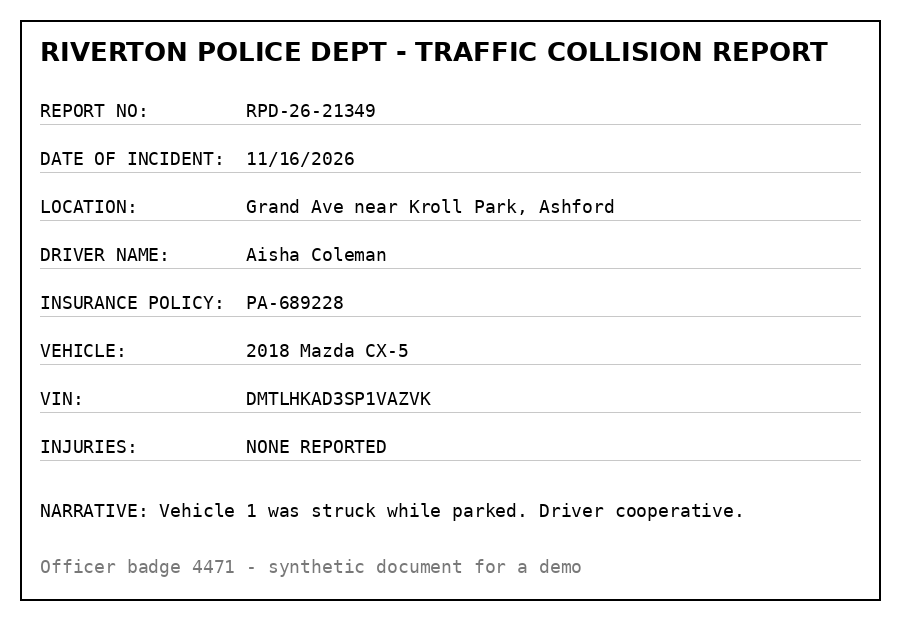 RIVERTON POLICE DEPT - TRAFFIC COLLISION REPORT
REPORT NO: RPD-26-21349
DATE OF INCIDENT: 11/16/2026
LOCATION: Grand Ave near Kroll Park, Ashford
DRIVER NAME: Aisha Coleman
INSURANCE POLICY: PA-689228
VEHICLE: 2018 Mazda CX-5
VIN: DMTLHKAD3SP1VAZVK
INJURIES: NONE REPORTED
NARRATIVE: Vehicle 1 was struck while parked. Driver cooperative.
Officer badge 4471 - synthetic document for a demo